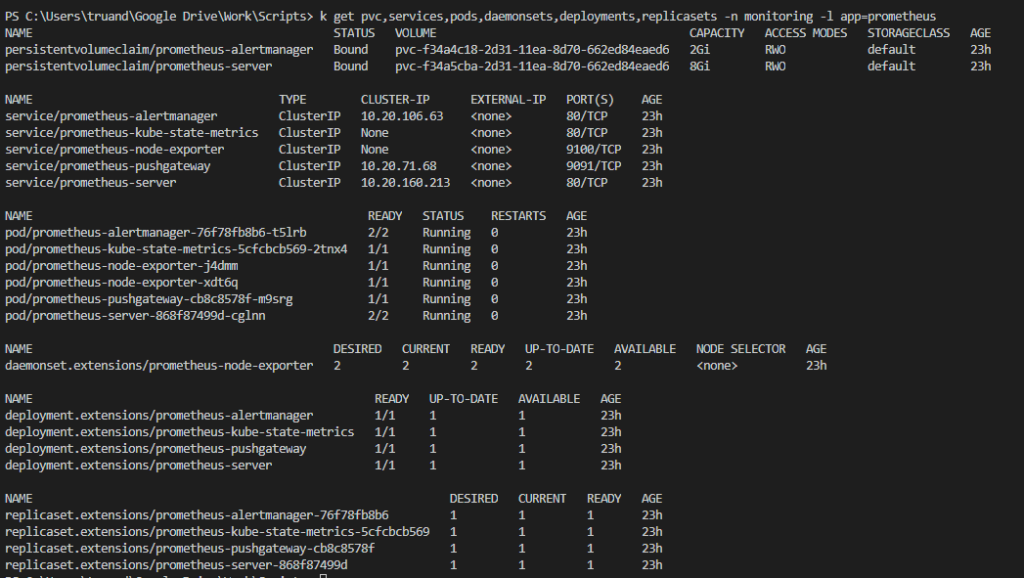 PS C:\Users\truand\Google Drive\Work\Scripts> k get pvc,services,pods,daemonsets,deployments,replicasets -n monitoring -l app=prometheus
NAME STATUS VOLUME CAPACITY ACCESS MODES STORAGECLASS AGE
persistentvolumeclaim/prometheus-alertmanager Bound pvc-f34a4c18-2d31-11ea-8d70-662ed84eaed6 2Gi RWO default 23h
persistentvolumeclaim/prometheus-server Bound pvc-f34a5cba-2d31-11ea-8d70-662ed84eaed6 8Gi RWO default 23h
NAME TYPE CLUSTER-IP EXTERNAL-IP PORT(S) AGE
service/prometheus-alertmanager ClusterIP 10.20.106.63 <none> 80/TCP 23h
service/prometheus-kube-state-metrics ClusterIP None <none> 80/TCP 23h
service/prometheus-node-exporter ClusterIP None <none> 9100/TCP 23h
service/prometheus-pushgateway ClusterIP 10.20.71.68 <none> 9091/TCP 23h
service/prometheus-server ClusterIP 10.20.160.213 <none> 80/TCP 23h
NAME READY STATUS RESTARTS AGE
pod/prometheus-alertmanager-76f78fb8b6-t5lrb 2/2 Running 0 23h
pod/prometheus-kube-state-metrics-5cfcbcb569-2tnx4 1/1 Running 0 23h
pod/prometheus-node-exporter-j4dmm 1/1 Running 0 23h
pod/prometheus-node-exporter-xdt6q 1/1 Running 0 23h
pod/prometheus-pushgateway-cb8c8578f-m9srg 1/1 Running 0 23h
pod/prometheus-server-868f87499d-cglnn 2/2 Running 0 23h
NAME DESIRED CURRENT READY UP-TO-DATE AVAILABLE NODE SELECTOR AGE
daemonset.extensions/prometheus-node-exporter 2 2 2 2 2 <none> 23h
NAME READY UP-TO-DATE AVAILABLE AGE
deployment.extensions/prometheus-alertmanager 1/1 1 1 23h
deployment.extensions/prometheus-kube-state-metrics 1/1 1 1 23h
deployment.extensions/prometheus-pushgateway 1/1 1 1 23h
deployment.extensions/prometheus-server 1/1 1 1 23h
NAME DESIRED CURRENT READY AGE
replicaset.extensions/prometheus-alertmanager-76f78fb8b6 1 1 1 23h
replicaset.extensions/prometheus-kube-state-metrics-5cfcbcb569 1 1 1 23h
replicaset.extensions/prometheus-pushgateway-cb8c8578f 1 1 1 23h
replicaset.extensions/prometheus-server-868f87499d 1 1 1 23h